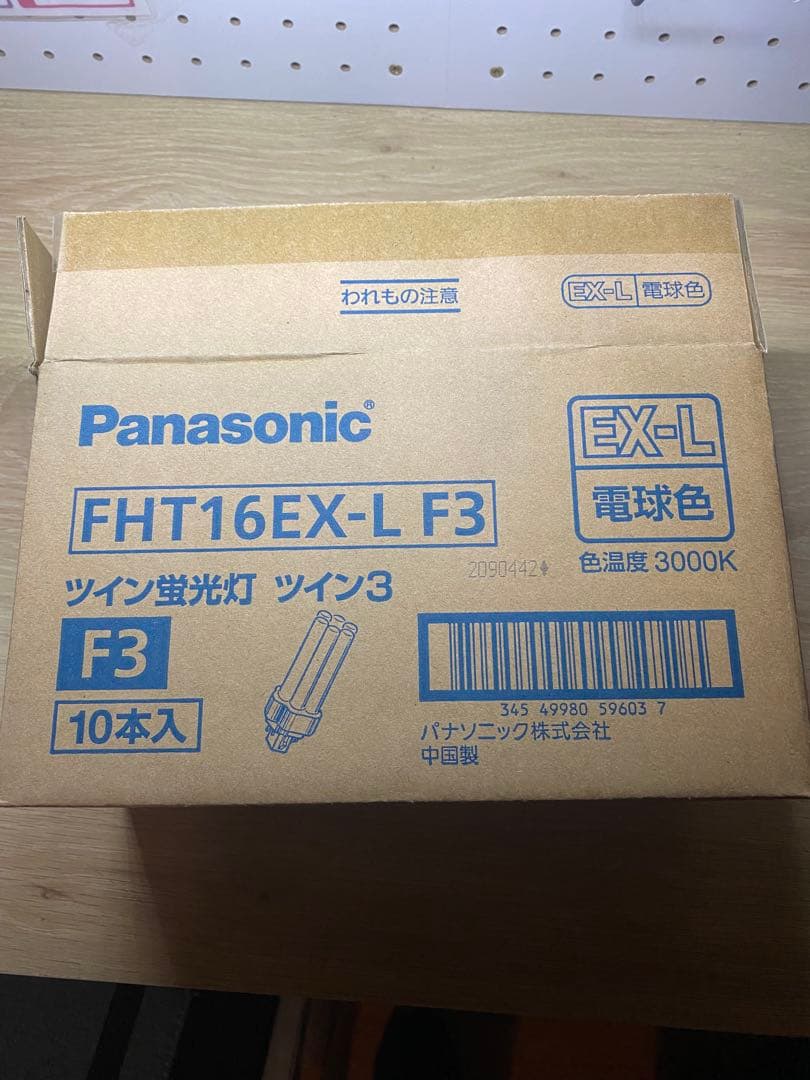 われもの注意
EX-L 電球色
Panasonic®
EX-L
電球色
FHT16EX-L F3
2090442
色温度 3000K
ツイン蛍光灯 ツイン3
F3
10本入
345 49980 59603 7
パナソニック株式会社
中国製